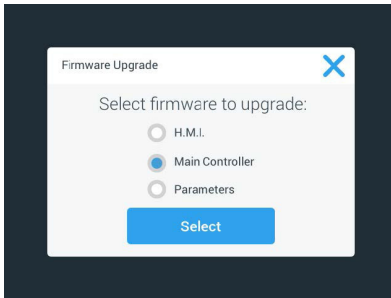 Firmware Upgrade
Select firmware to upgrade:
H.M.I.
Main Controller
Parameters
Select